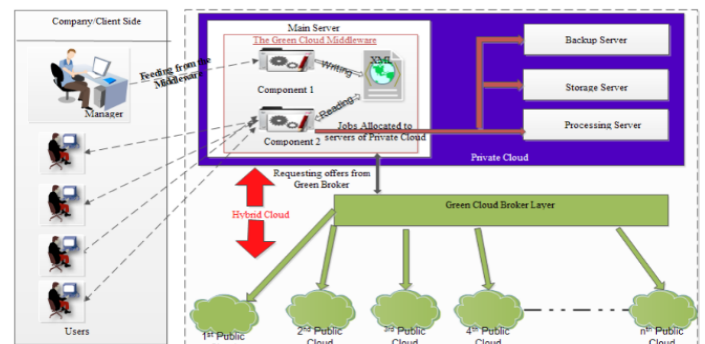 Company/Client Side
Manager
Users
Feeding from the
Middleware
Main Server
The Green Cloud Middleware
Component 1
Writing
XML
Reading
Component 2
Jobs Allocated to
servers of Private Cloud
Backup Server
Storage Server
Processing Server
Private Cloud
Requesting offers from
Green Broker
Hybrid Cloud
Green Cloud Broker Layer
1st Public
2nd Public
Cloud
3rd Public
Cloud
4th Public
Cloud
nth Public
Cloud